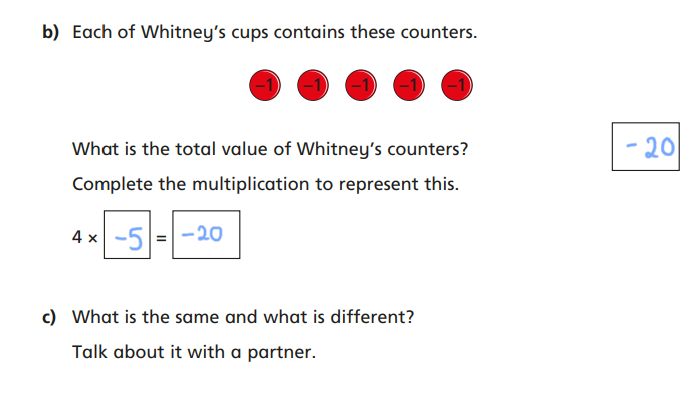 b) Each of Whitney's cups contains these counters.
−1 −1 −1 −1 −1
What is the total value of Whitney's counters?
-20
Complete the multiplication to represent this.
4 × -5 = -20
c) What is the same and what is different?
Talk about it with a partner.